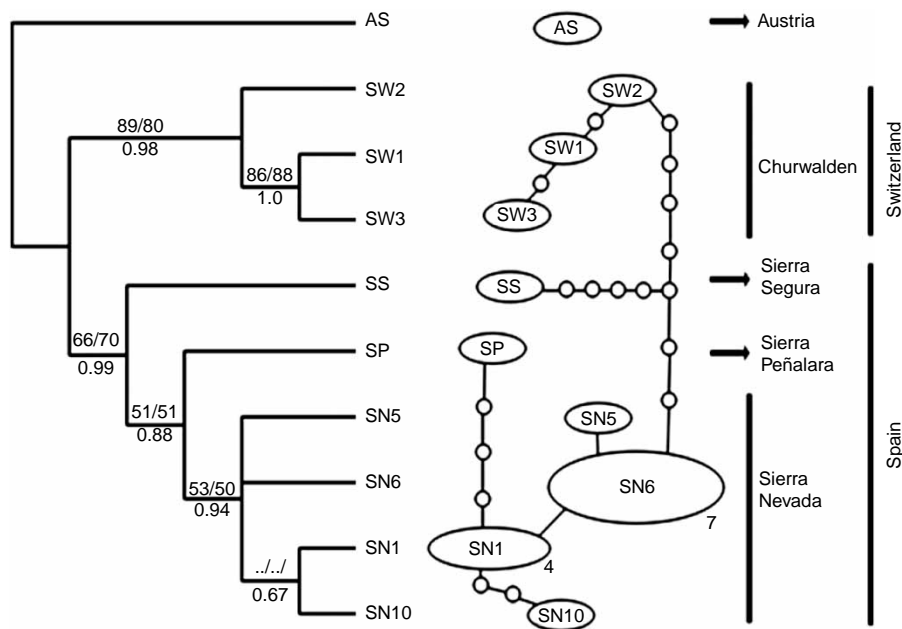 AS
AS
Austria
SW2
SW2
89/80
0.98
SW1
SW1
86/88
1.0
SW3
SW3
Churwalden
Switzerland
SS
SS
Sierra
Segura
66/70
0.99
SP
SP
Sierra
Peñalara
51/51
0.88
SN5
SN5
53/50
0.94
SN6
SN6
7
Sierra
Nevada
Spain
SN1
SN1
4
../../
0.67
SN10
SN10